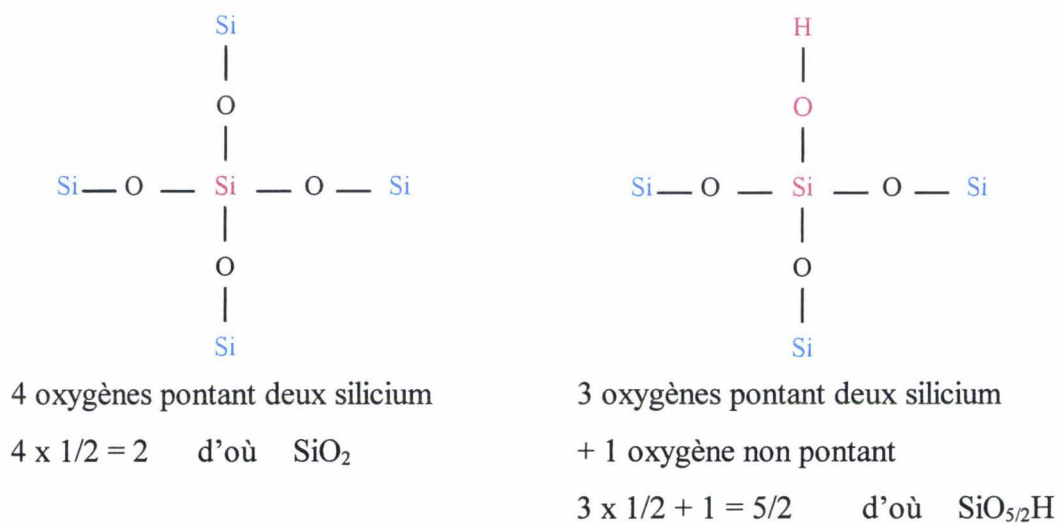 Si
O
Si — O — Si — O — Si
O
Si
4 oxygènes pontant deux silicium
4 x 1/2 = 2 d’où SiO₂
H
O
Si — O — Si — O — Si
O
Si
3 oxygènes pontant deux silicium
+ 1 oxygène non pontant
3 x 1/2 + 1 = 5/2 d’où SiO5/2H